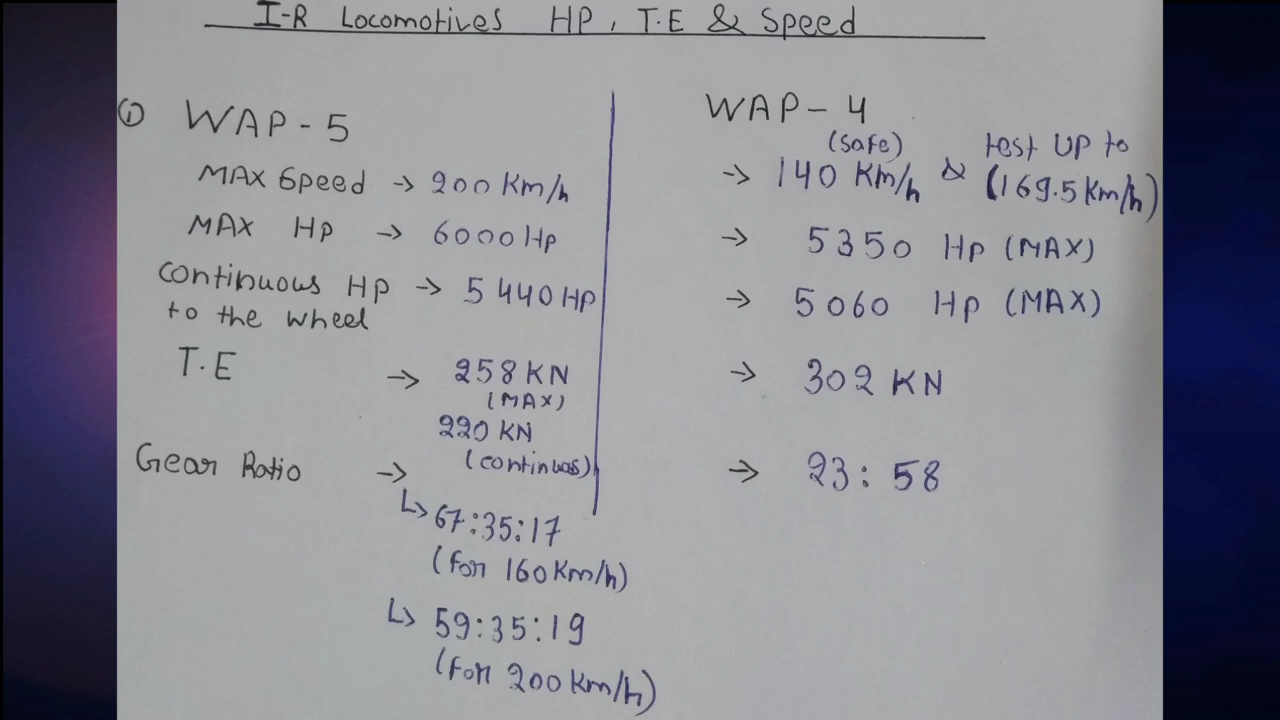 I-R Locomotives HP, T.E & Speed
① WAP-5
MAX Speed → 200 Km/h
MAX HP → 6000 Hp
continuous HP → 5440 HP
to the wheel
T.E → 258 KN
(MAX)
220 KN
(continuos)
Gear Ratio →
↳ 67:35:17
(for 160 Km/h)
↳ 59:35:19
(for 200 Km/h)
WAP-4
(safe) test UP to
→ 140 Km/h & (169.5 Km/h)
→ 5350 Hp (MAX)
→ 5060 Hp (MAX)
→ 302 KN
→ 23:58